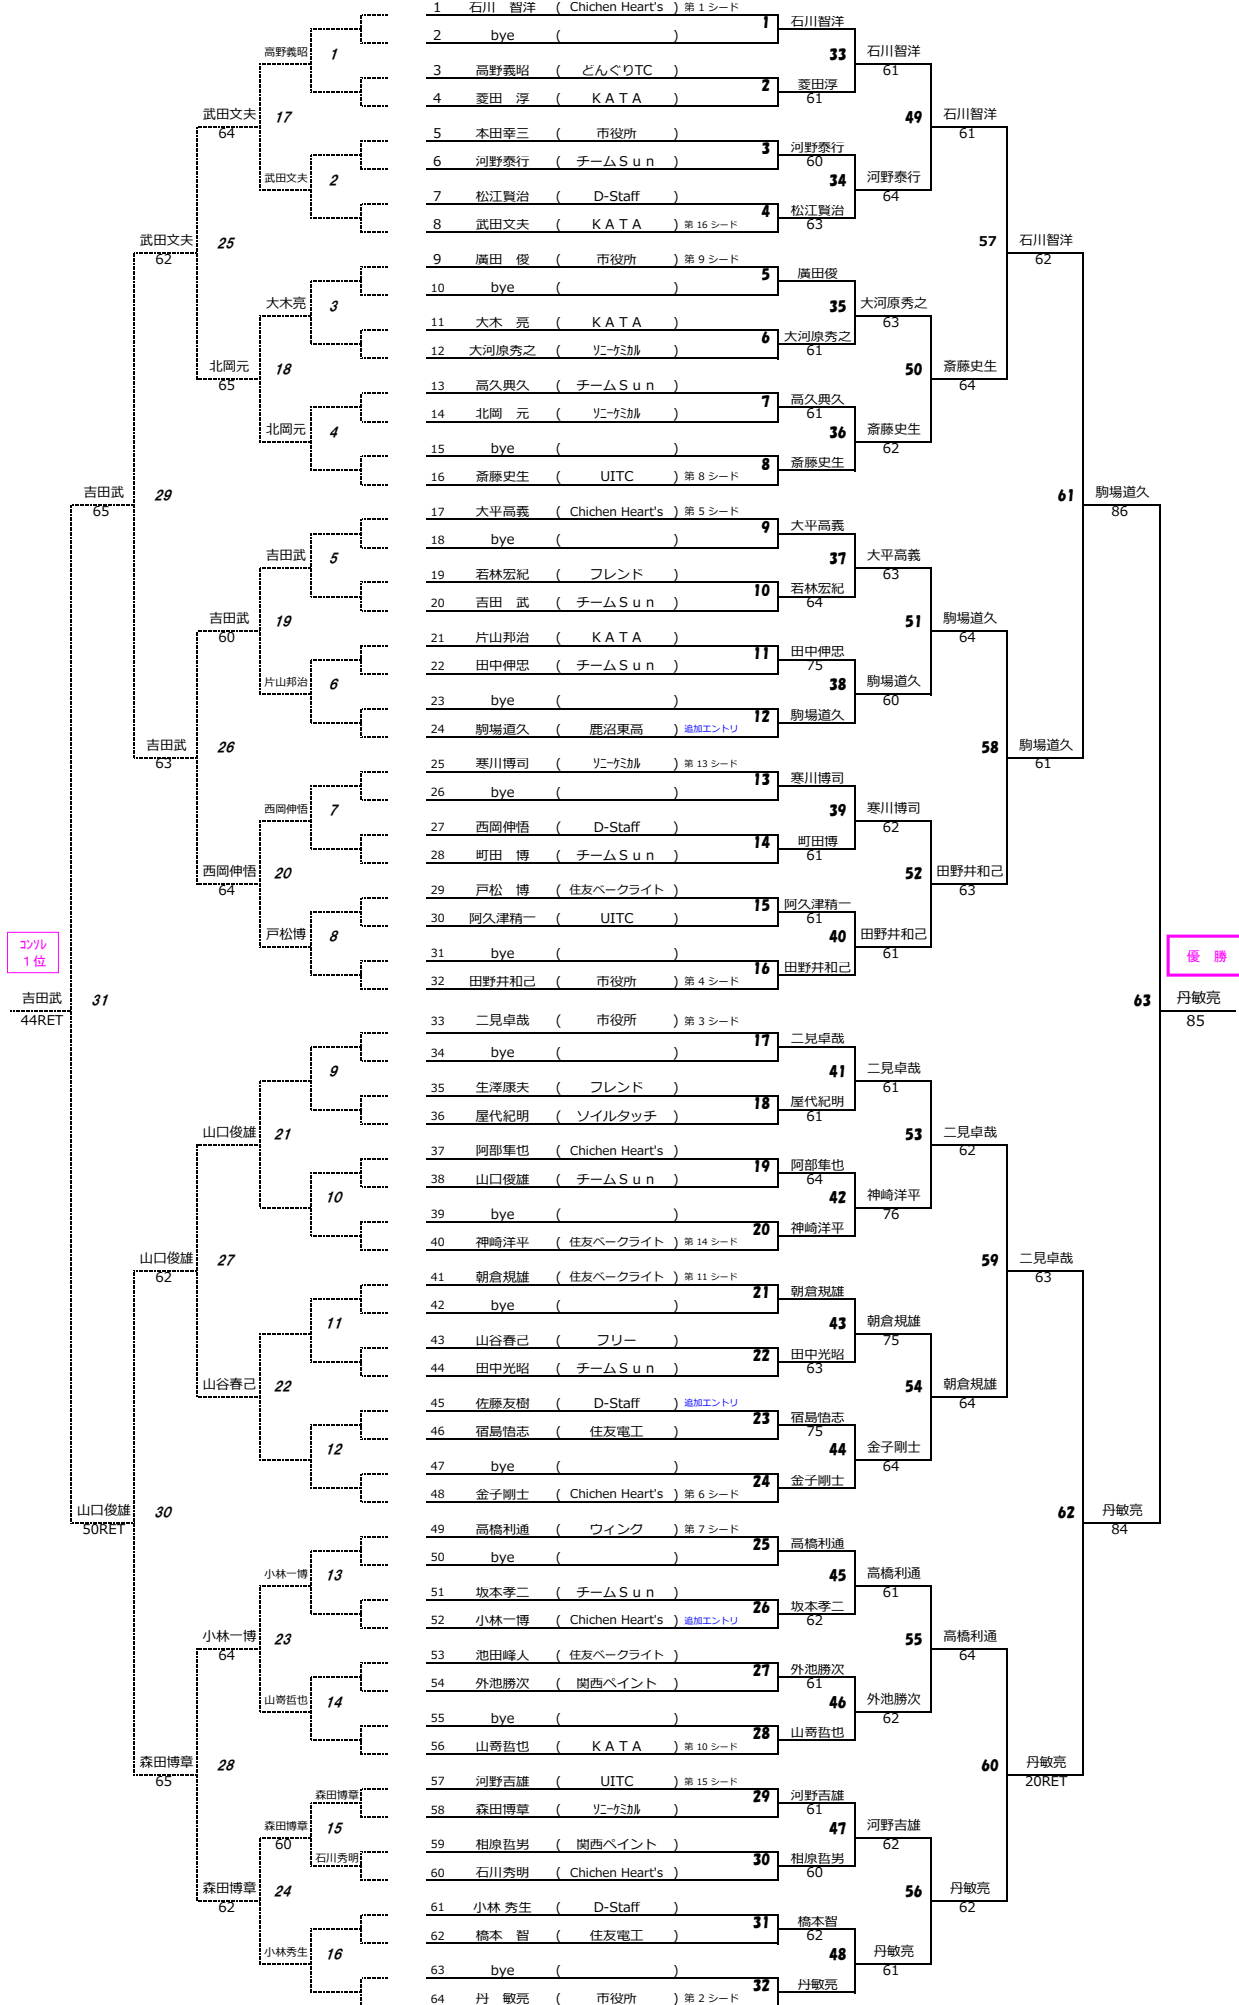 1 石川　智洋 ( Chichen Heart's ) 第 1 シード
1 石川智洋
2 bye ( )
高野義昭 1
33 石川智洋
61
3 高野義昭 ( どんぐりTC )
2 菱田淳
61
4 菱田　淳 ( K A T A )
武田文夫
64
17
49 石川智洋
61
5 本田幸三 ( 市役所 )
3 河野泰行
60
6 河野泰行 ( チームS u n )
武田文夫 2
34 河野泰行
64
7 松江賢治 ( D-Staff )
4 松江賢治
63
8 武田文夫 ( K A T A ) 第 16 シード
武田文夫
62
25
57 石川智洋
62
9 廣田　俊 ( 市役所 ) 第 9 シード
5 廣田俊
10 bye ( )
大木亮 3
35 大河原秀之
63
11 大木　亮 ( K A T A )
6 大河原秀之
61
12 大河原秀之 ( ソニーケミカル )
北岡元
65
18
50 斎藤史生
64
13 高久典久 ( チームS u n )
7 高久典久
61
14 北岡　元 ( ソニーケミカル )
北岡元 4
36 斎藤史生
62
15 bye ( )
8 斎藤史生
16 斎藤史生 ( UITC ) 第 8 シード
吉田武
65
29
61 駒場道久
86
17 大平高義 ( Chichen Heart's ) 第 5 シード
9 大平高義
18 bye ( )
吉田武 5
37 大平高義
63
19 若林宏紀 ( フレンド )
10 若林宏紀
64
20 吉田　武 ( チームS u n )
吉田武
60
19
51 駒場道久
64
21 片山邦治 ( K A T A )
11 田中伸忠
75
22 田中伸忠 ( チームS u n )
片山邦治 6
38 駒場道久
60
23 bye ( )
12 駒場道久
24 駒場道久 ( 鹿沼東高 ) 追加エントリ
吉田武
63
26
58 駒場道久
61
25 寒川博司 ( ソニーケミカル ) 第 13 シード
13 寒川博司
26 bye ( )
西岡伸悟 7
39 寒川博司
62
27 西岡伸悟 ( D-Staff )
14 町田博
61
28 町田　博 ( チームS u n )
西岡伸悟
64
20
52 田野井和己
63
29 戸松　博 ( 住友ベークライト )
15 阿久津精一
61
30 阿久津精一 ( UITC )
戸松博 8
40 田野井和己
61
31 bye ( )
16 田野井和己
32 田野井和己 ( 市役所 ) 第 4 シード
コンソル
1 位
優　勝
吉田武
44RET
31
63 丹敏亮
85
33 二見卓哉 ( 市役所 ) 第 3 シード
17 二見卓哉
34 bye ( )
9
41 二見卓哉
61
35 生澤康夫 ( フレンド )
18 屋代紀明
61
36 屋代紀明 ( ソイルタッチ )
山口俊雄 21
53 二見卓哉
62
37 阿部隼也 ( Chichen Heart's )
19 阿部隼也
64
38 山口俊雄 ( チームS u n )
10
42 神崎洋平
76
39 bye ( )
20 神崎洋平
40 神崎洋平 ( 住友ベークライト ) 第 14 シード
山口俊雄
62
27
59 二見卓哉
63
41 朝倉規雄 ( 住友ベークライト ) 第 11 シード
21 朝倉規雄
42 bye ( )
11
43 朝倉規雄
75
43 山谷春己 ( フリー )
22 田中光昭
63
44 田中光昭 ( チームS u n )
山谷春己 22
54 朝倉規雄
64
45 佐藤友樹 ( D-Staff ) 追加エントリ
23 宿島悟志
75
46 宿島悟志 ( 住友電工 )
12
44 金子剛士
64
47 bye ( )
24 金子剛士
48 金子剛士 ( Chichen Heart's ) 第 6 シード
山口俊雄
50RET
30
62 丹敏亮
84
49 高橋利通 ( ウィング ) 第 7 シード
25 高橋利通
50 bye ( )
小林一博 13
45 高橋利通
61
51 坂本孝二 ( チームS u n )
26 坂本孝二
62
52 小林一博 ( Chichen Heart's ) 追加エントリ
小林一博
64
23
55 高橋利通
64
53 池田峰人 ( 住友ベークライト )
27 外池勝次
61
54 外池勝次 ( 関西ペイント )
山嵜哲也 14
46 外池勝次
62
55 bye ( )
28 山嵜哲也
56 山嵜哲也 ( K A T A ) 第 10 シード
森田博章
65
28
60 丹敏亮
20RET
57 河野吉雄 ( UITC ) 第 15 シード
29 河野吉雄
61
森田博章
58 森田博章 ( ソニーケミカル )
森田博章
60
15
47 河野吉雄
62
59 相原哲男 ( 関西ペイント )
石川秀明
30 相原哲男
60
60 石川秀明 ( Chichen Heart's )
森田博章
62
24
56 丹敏亮
62
61 小林 秀生 ( D-Staff )
31 橋本智
62
62 橋本　智 ( 住友電工 )
小林秀生 16
48 丹敏亮
61
63 bye ( )
32 丹敏亮
64 丹　敏亮 ( 市役所 ) 第 2 シード